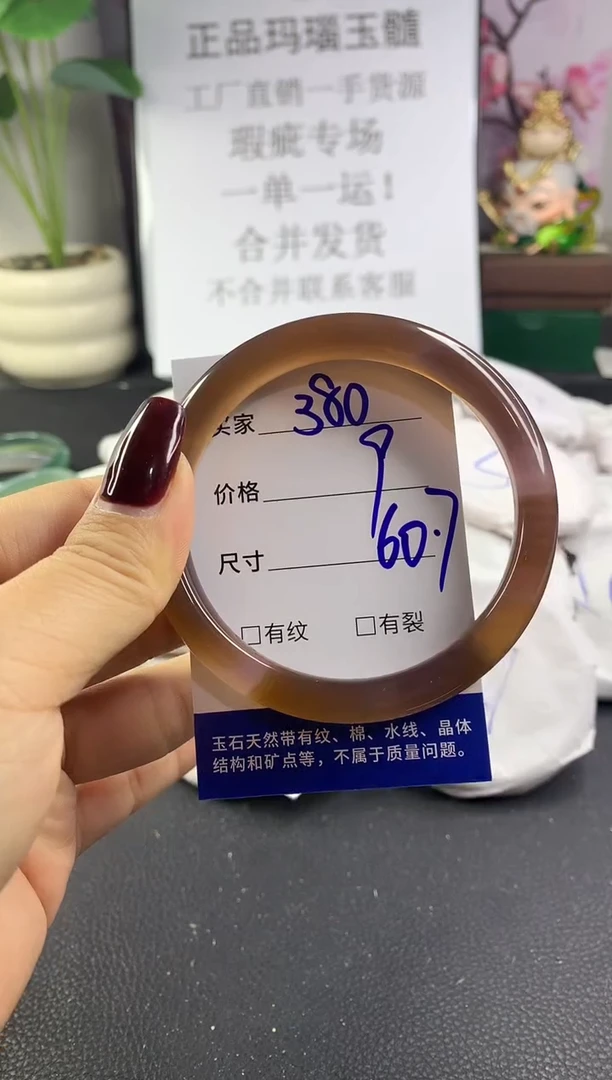 正品玛瑙玉髓
工厂直销一手货源
瑕疵专场
一单一运!
合并发货
不合并联系客服
买家 380
价格 9
尺寸 60.7
□有纹 □有裂
玉石天然带有纹、棉、水线、晶体
结构和矿点等，不属于质量问题。